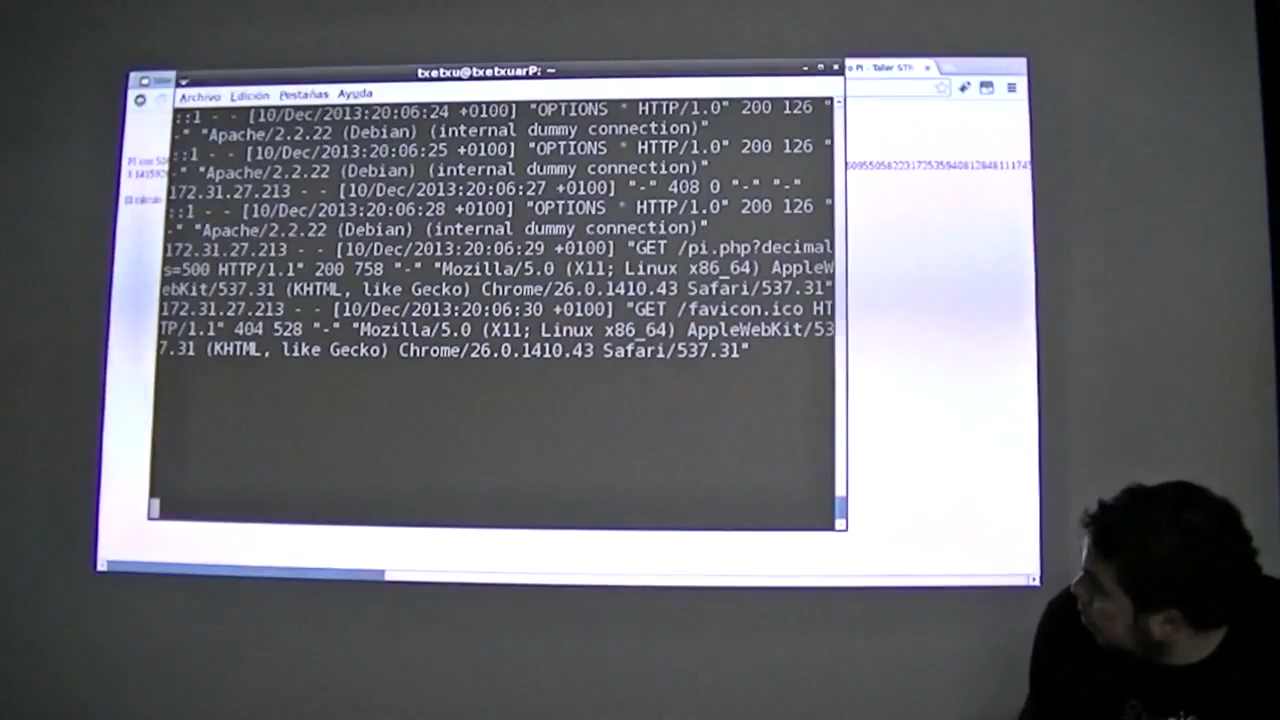 txetxu@txetxuarP: ~
Archivo Edición Pestañas Ayuda
::1 - - [10/Dec/2013:20:06:24 +0100] "OPTIONS * HTTP/1.0" 200 126 "
-" "Apache/2.2.22 (Debian) (internal dummy connection)"
::1 - - [10/Dec/2013:20:06:25 +0100] "OPTIONS * HTTP/1.0" 200 126 "
-" "Apache/2.2.22 (Debian) (internal dummy connection)"
172.31.27.213 - - [10/Dec/2013:20:06:27 +0100] "-" 408 0 "-" "-"
::1 - - [10/Dec/2013:20:06:28 +0100] "OPTIONS * HTTP/1.0" 200 126 "
-" "Apache/2.2.22 (Debian) (internal dummy connection)"
172.31.27.213 - - [10/Dec/2013:20:06:29 +0100] "GET /pi.php?decimal
s=500 HTTP/1.1" 200 758 "-" "Mozilla/5.0 (X11; Linux x86_64) AppleW
ebKit/537.31 (KHTML, like Gecko) Chrome/26.0.1410.43 Safari/537.31"
172.31.27.213 - - [10/Dec/2013:20:06:30 +0100] "GET /favicon.ico HT
TP/1.1" 404 528 "-" "Mozilla/5.0 (X11; Linux x86_64) AppleWebKit/53
7.31 (KHTML, like Gecko) Chrome/26.0.1410.43 Safari/537.31"
PI - Taller
PI con
El cálculo